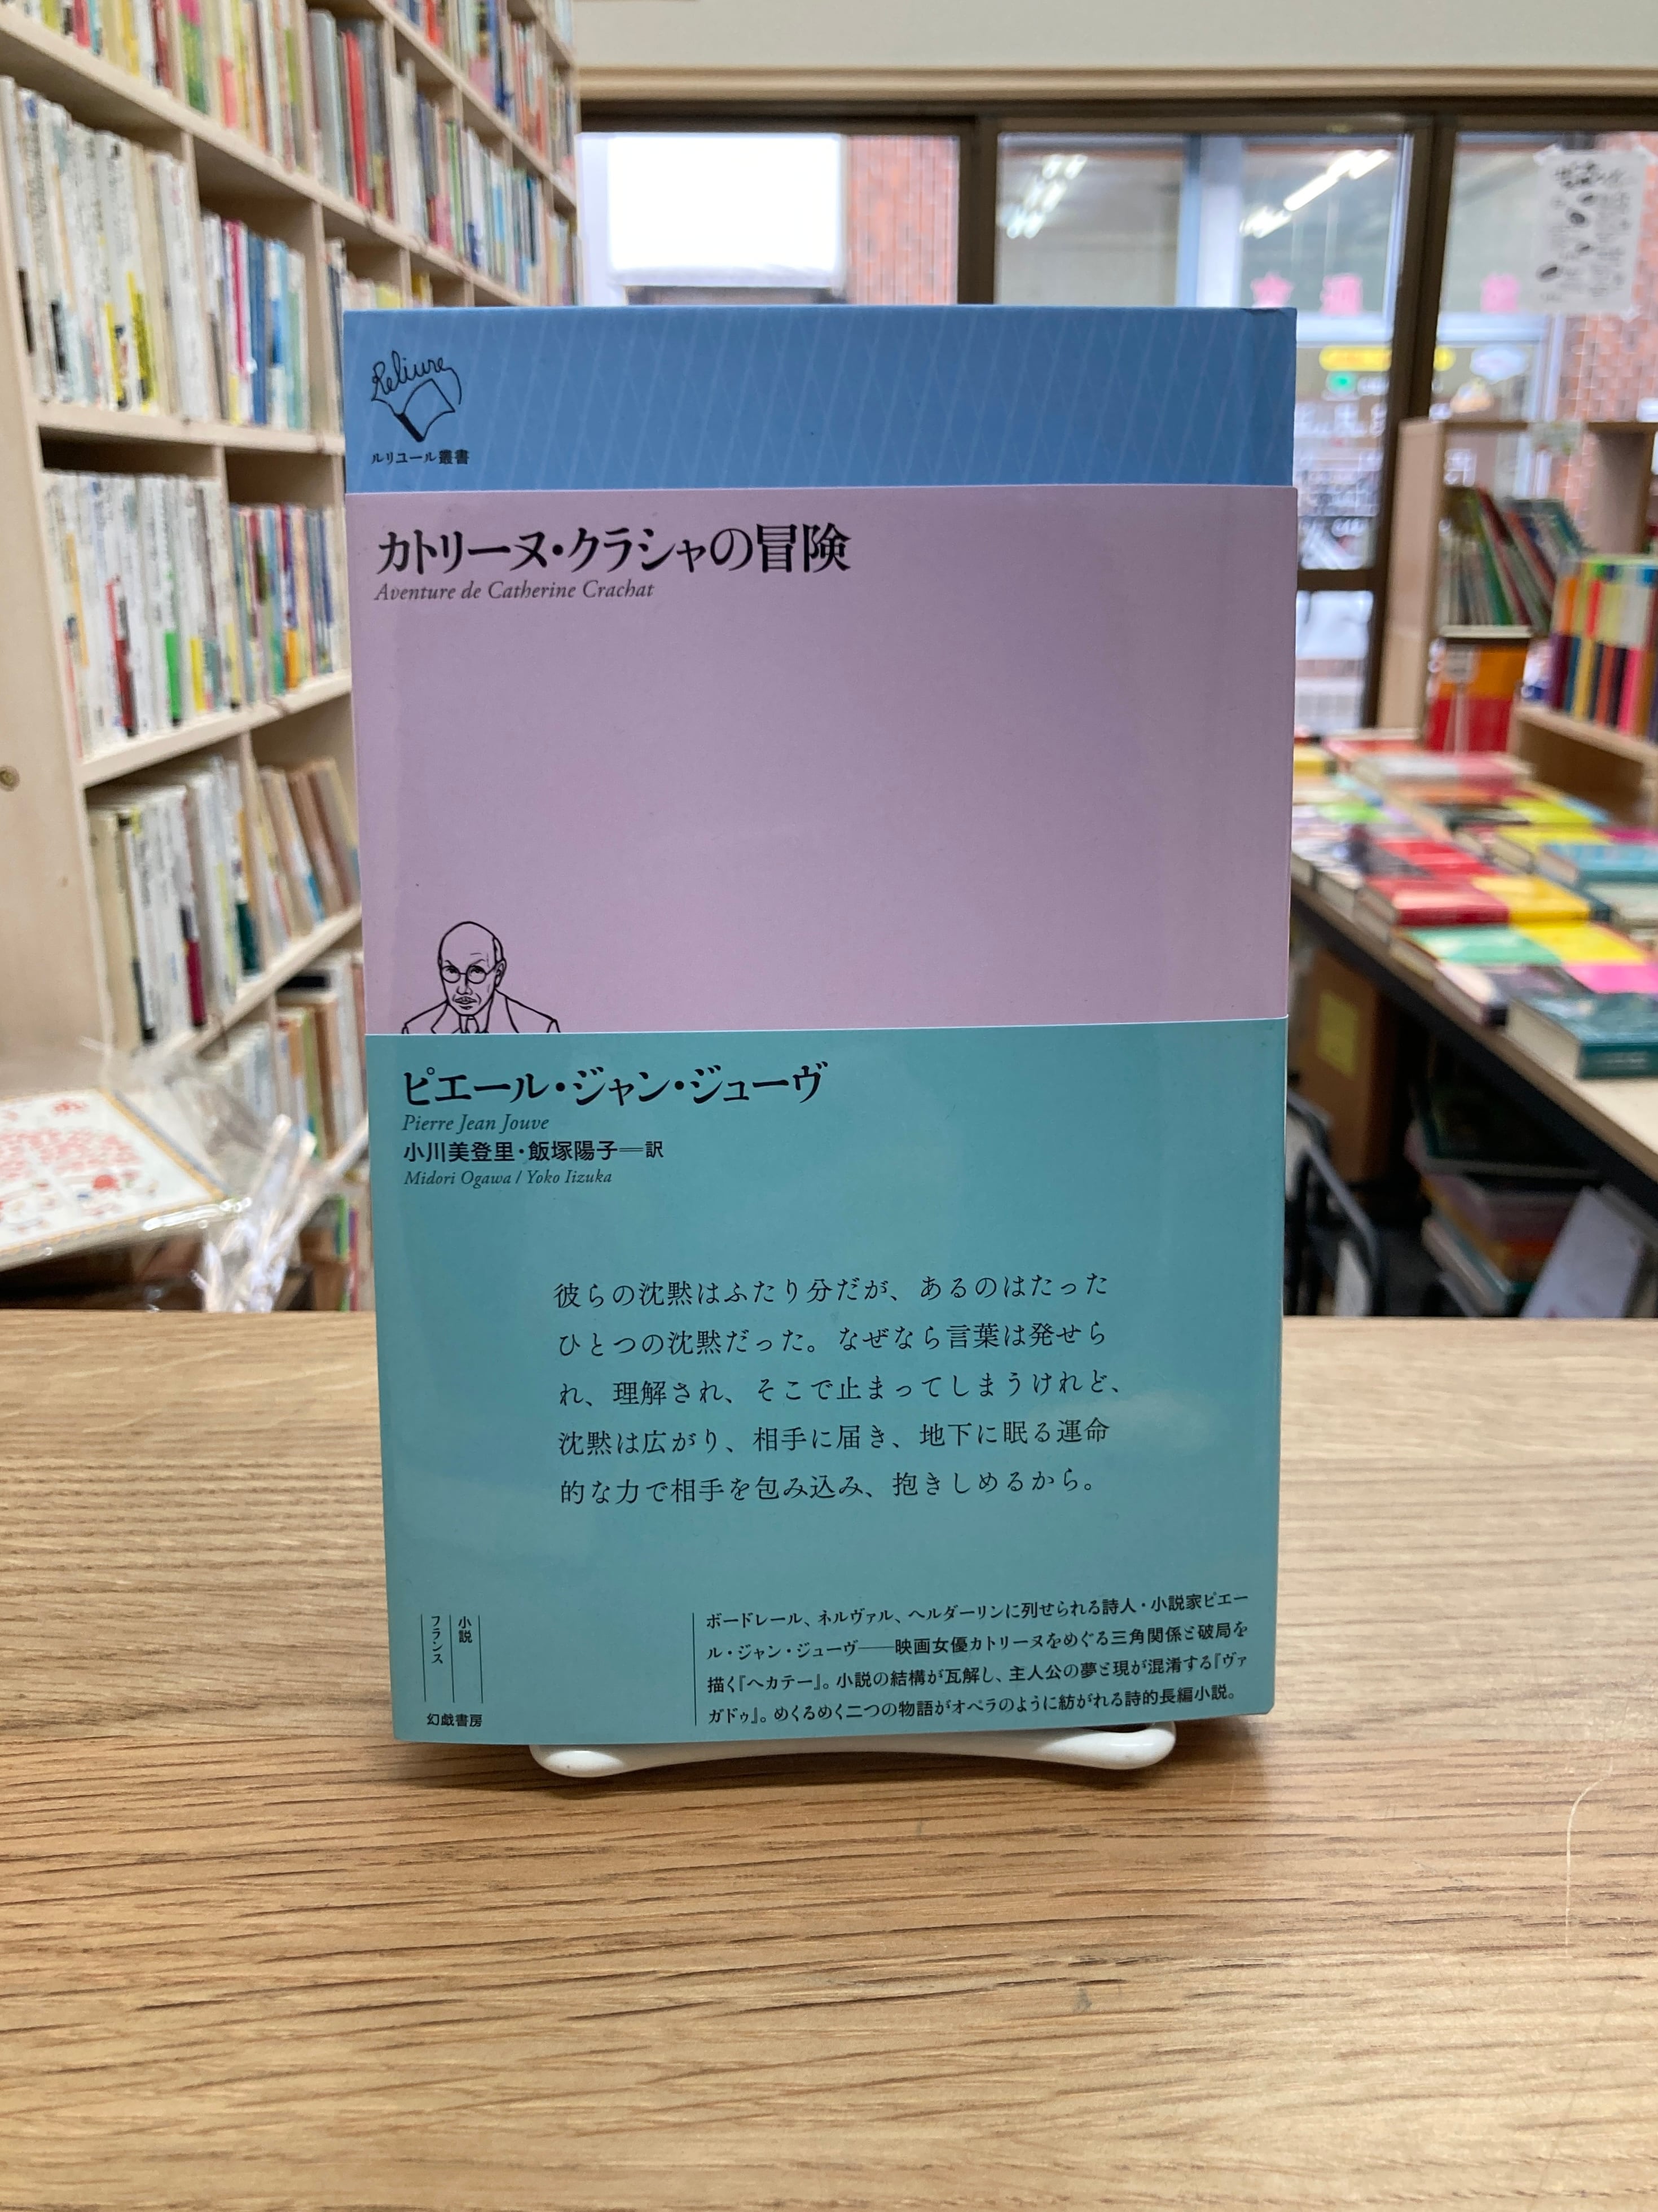 Reliure
ルリユール叢書
カトリーヌ・クラシャの冒険
Aventure de Catherine Crachat
ピエール・ジャン・ジューヴ
Pierre Jean Jouve
小川美登里・飯塚陽子──訳
Midori Ogawa / Yoko Iizuka
彼らの沈黙はふたり分だが、あるのはたった
ひとつの沈黙だった。なぜなら言葉は発せら
れ、理解され、そこで止まってしまうけれど、
沈黙は広がり、相手に届き、地下に眠る運命
的な力で相手を包み込み、抱きしめるから。
小説
フランス
幻戯書房
ボードレール、ネルヴァル、ヘルダーリンに列せられる詩人・小説家ピエー
ル・ジャン・ジューヴ──映画女優カトリーヌをめぐる三角関係と破局を
描く『ヘカテー』。小説の結構が瓦解し、主人公の夢と現が混淆する『ヴァ
ガドゥ』。めくるめく二つの物語がオペラのように紡がれる詩的長編小説。